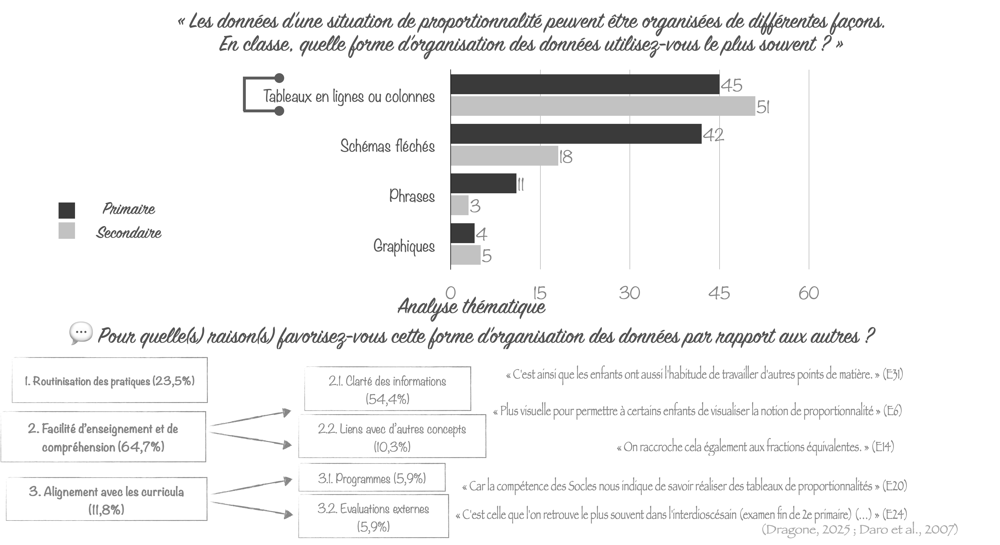 « Les données d'une situation de proportionnalité peuvent être organisées de différentes façons.
En classe, quelle forme d'organisation des données utilisez-vous le plus souvent ? »
Tableaux en lignes ou colonnes
45
51
Schémas fléchés
42
18
Phrases
11
3
Graphiques
4
5
Primaire
Secondaire
0 15 30 45 60
Analyse thématique
Pour quelle(s) raison(s) favorisez-vous cette forme d'organisation des données par rapport aux autres ?
1. Routinisation des pratiques (23,5%)
2. Facilité d’enseignement et de
compréhension (64,7%)
3. Alignement avec les curricula
(11,8%)
2.1. Clarté des informations
(54,4%)
2.2. Liens avec d’autres concepts
(10,3%)
3.1. Programmes (5,9%)
3.2. Evaluations externes
(5,9%)
« C'est ainsi que les enfants ont aussi l'habitude de travailler d'autres points de matière. » (E31)
« Plus visuelle pour permettre à certains enfants de visualiser la notion de proportionnalité » (E6)
« On raccroche cela également aux fractions équivalentes. » (E14)
« Car la compétence des Socles nous indique de savoir réaliser des tableaux de proportionnalités » (E20)
« C'est celle que l'on retrouve le plus souvent dans l'interdioscésain (examen fin de 2e primaire) (...) » (E24)
(Dragone, 2025 ; Daro et al., 2007)